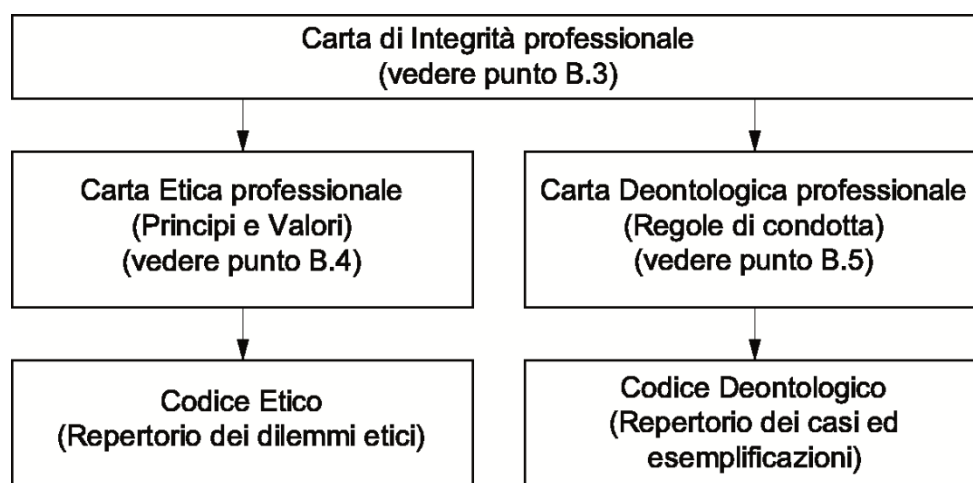 Carta di Integrità professionale
(vedere punto B.3)
Carta Etica professionale
(Principi e Valori)
(vedere punto B.4)
Carta Deontologica professionale
(Regole di condotta)
(vedere punto B.5)
Codice Etico
(Repertorio dei dilemmi etici)
Codice Deontologico
(Repertorio dei casi ed
esemplificazioni)